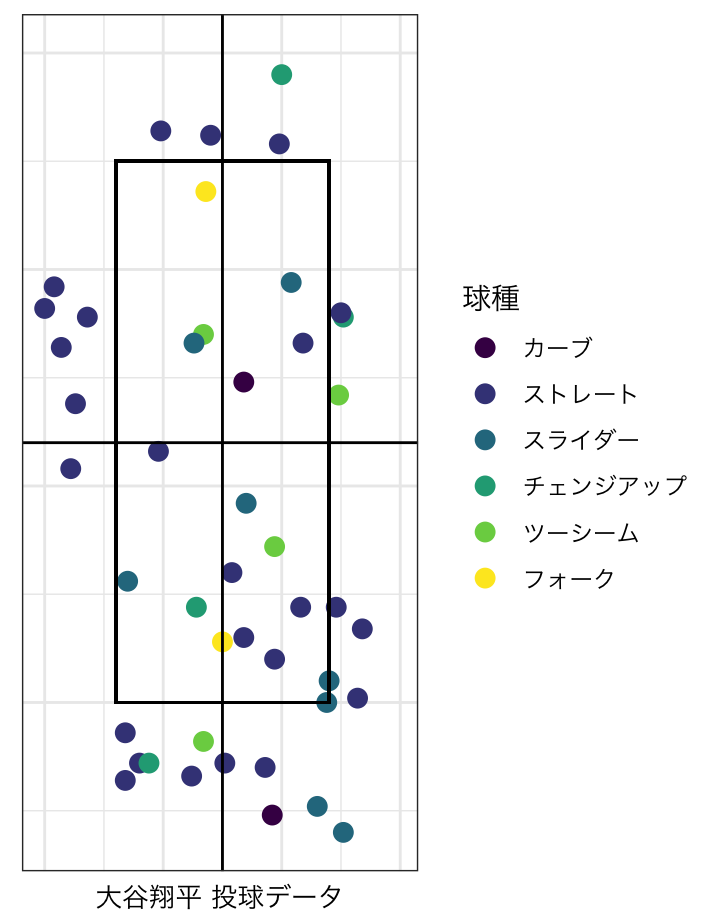 球種
カーブ
ストレート
スライダー
チェンジアップ
ツーシーム
フォーク
大谷翔平 投球データ